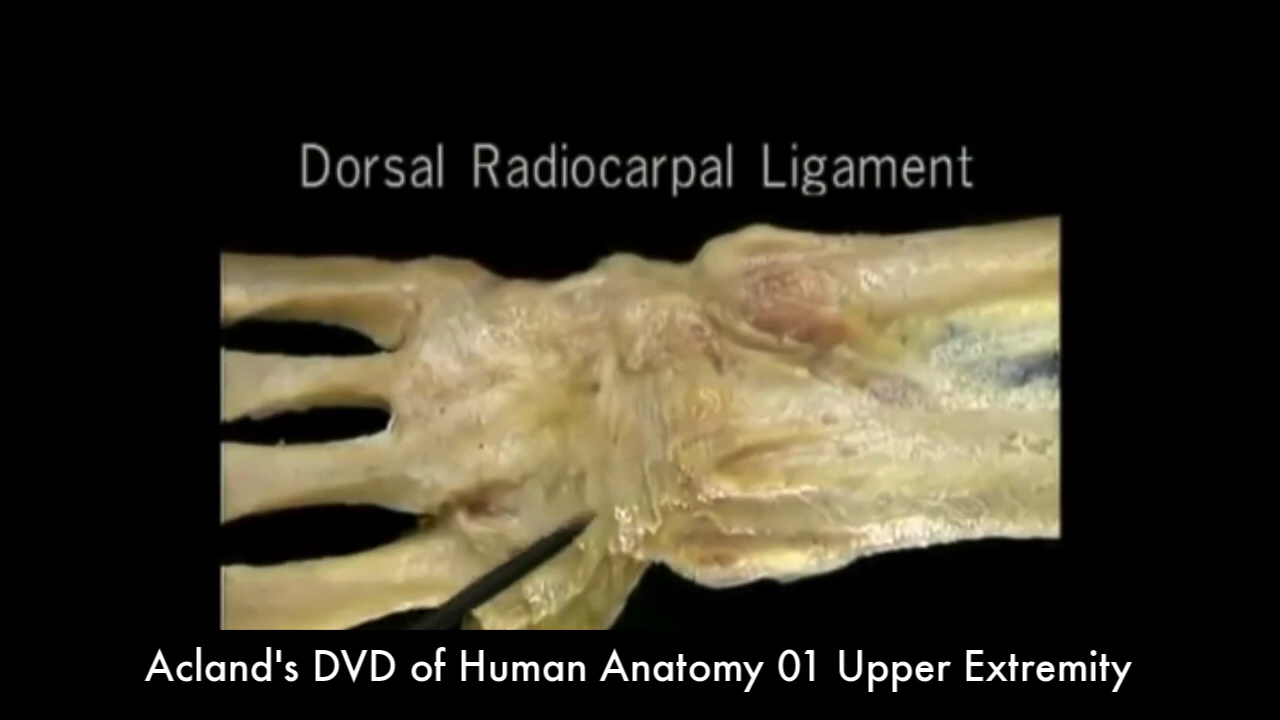 Dorsal Radiocarpal Ligament
Acland's DVD of Human Anatomy 01 Upper Extremity